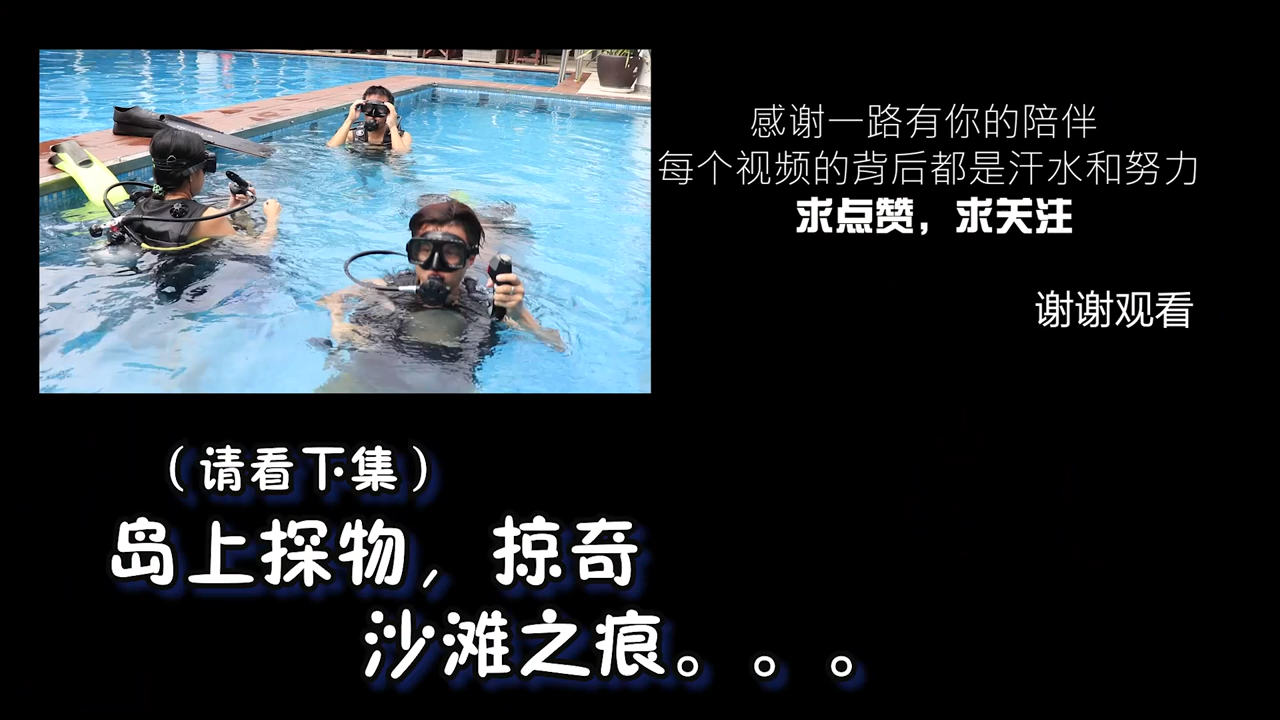 感谢一路有你的陪伴
每个视频的背后都是汗水和努力
求点赞，求关注
谢谢观看
（请看下集）
岛上探物，掠奇
沙滩之痕。。。